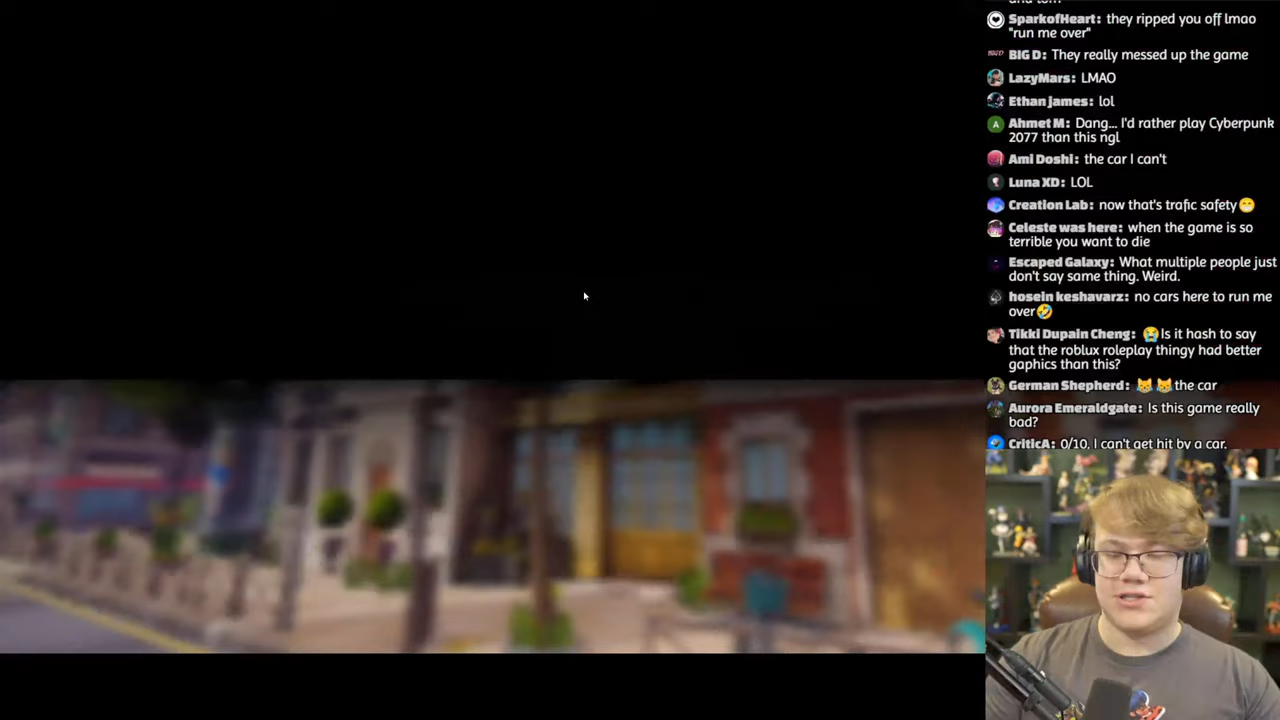 SparkofHeart: they ripped you off lmao
"run me over"
BIG D: They really messed up the game
LazyMars: LMAO
Ethan james: lol
A Ahmet M: Dang... I'd rather play Cyberpunk
2077 than this ngl
Ami Doshi: the car I can't
Luna XD: LOL
Creation Lab: now that's trafic safety😁
Celeste was here: when the game is so
terrible you want to die
Escaped Galaxy: What multiple people just
don't say same thing. Weird.
hosein keshavarz: no cars here to run me
over🤣
Tikki Dupain Cheng: 😭Is it hash to say
that the roblux roleplay thingy had better
gaphics than this?
German Shepherd: 😹😹the car
Aurora Emeraldgate: Is this game really
bad?
CriticA: 0/10, I can't get hit by a car.